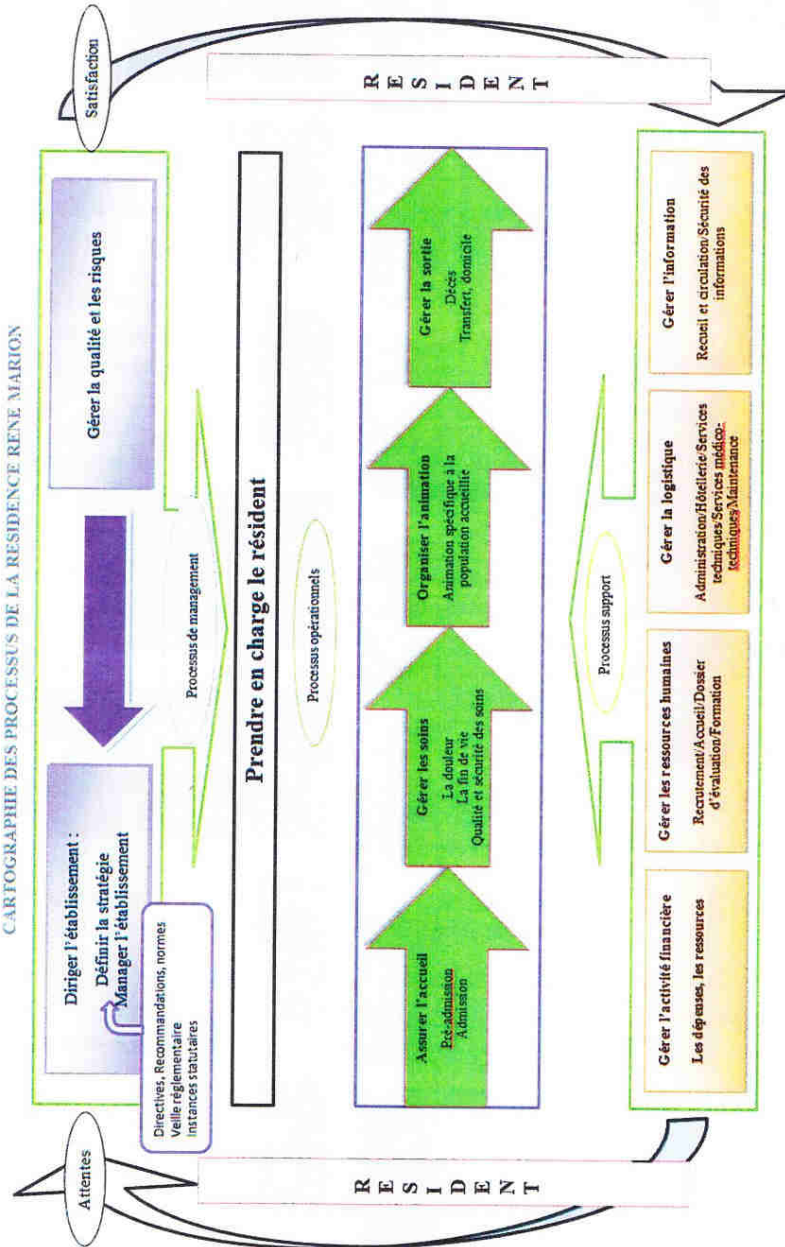 CARTOGRAPHIE DES PROCESSUS DE LA RESIDENCE RENE MARION
Attentes
Satisfaction
RESIDENT
RESIDENT
Diriger l'établissement :
Définir la stratégie
Manager l'établissement
Gérer la qualité et les risques
Directives, Recommandations, normes
Veille réglementaire
Instances statutaires
Processus de management
Prendre en charge le résident
Processus opérationnels
Assurer l'accueil
Pré-admission
Admission
Gérer les soins
La douleur
La fin de vie
Qualité et sécurité des soins
Organiser l'animation
Animation spécifique à la
population accueillie
Gérer la sortie
Décès
Transfert, domicile
Processus support
Gérer l'activité financière
Les dépenses, les ressources
Gérer les ressources humaines
Recrutement/Accueil/Dossier
d'évaluation/Formation
Gérer la logistique
Administration/Hôtellerie/Services
techniques/Services médico-
techniques/Maintenance
Gérer l'information
Recueil et circulation/Sécurité des
informations